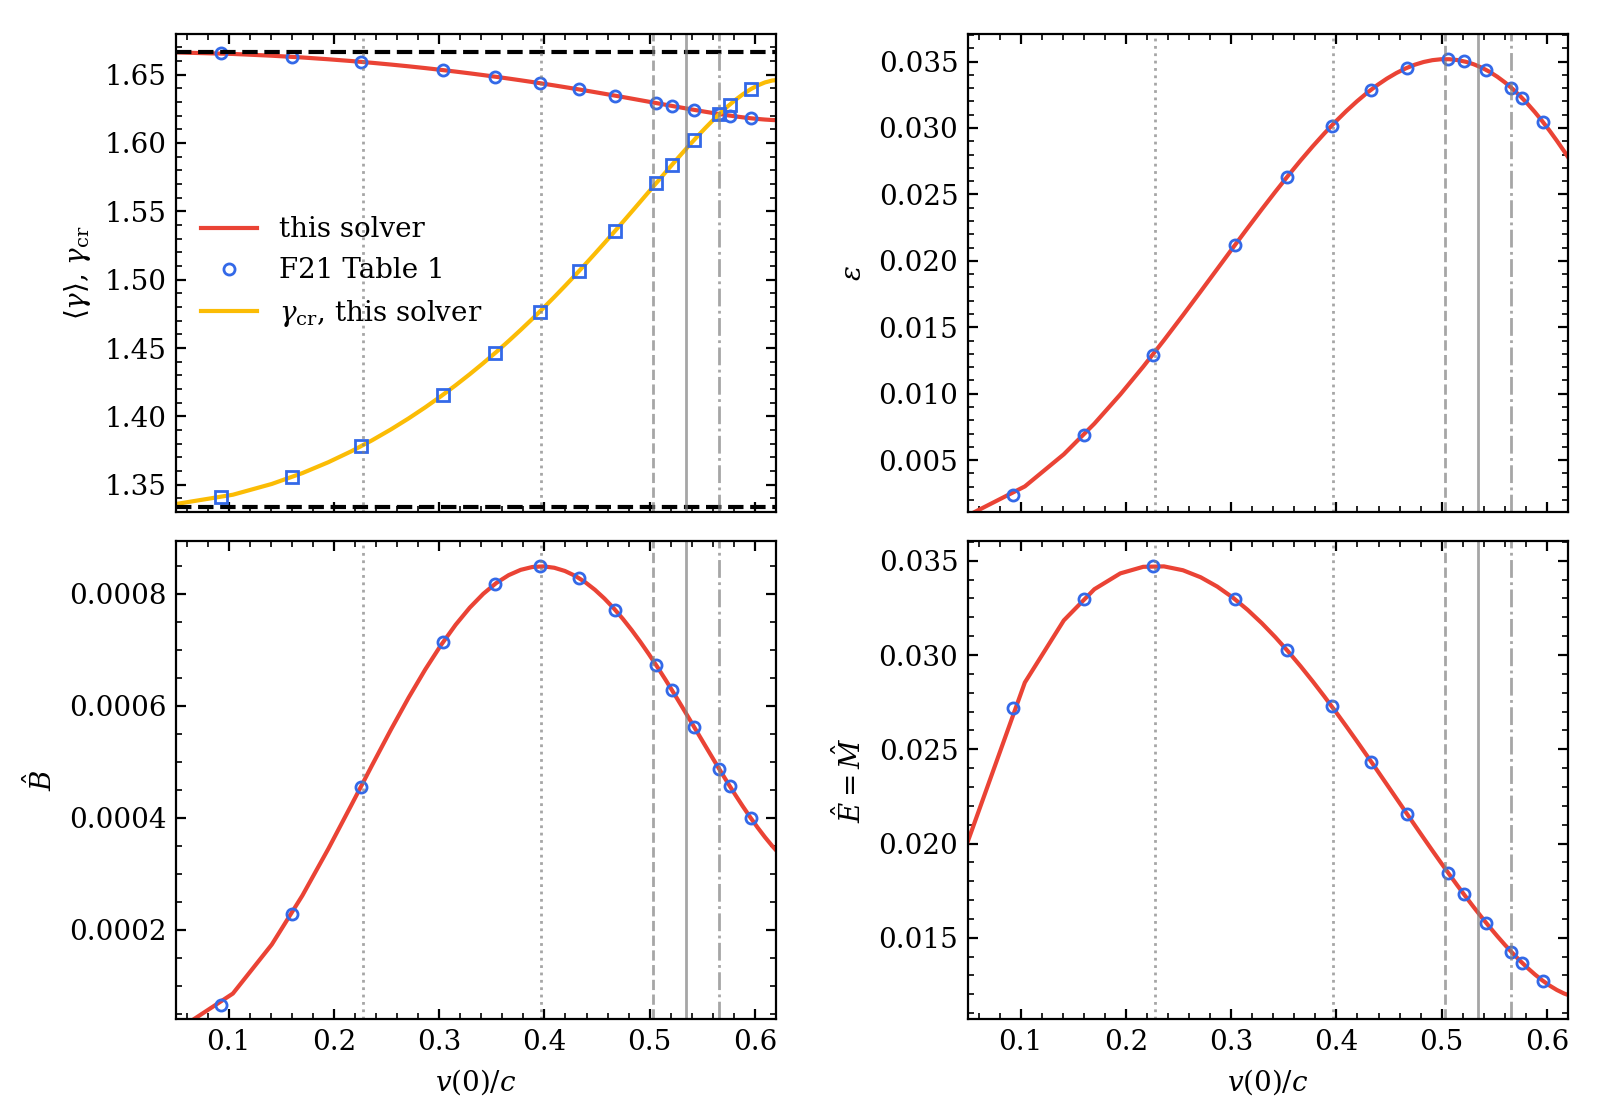 1.65
1.60
1.55
1.50
1.45
1.40
1.35
⟨γ⟩, γcr
this solver
F21 Table 1
γcr, this solver
0.035
0.030
0.025
0.020
0.015
0.010
0.005
ε
0.0008
0.0006
0.0004
0.0002
B̂
0.1 0.2 0.3 0.4 0.5 0.6
v(0)/c
0.035
0.030
0.025
0.020
0.015
Ê = M̂
0.1 0.2 0.3 0.4 0.5 0.6
v(0)/c